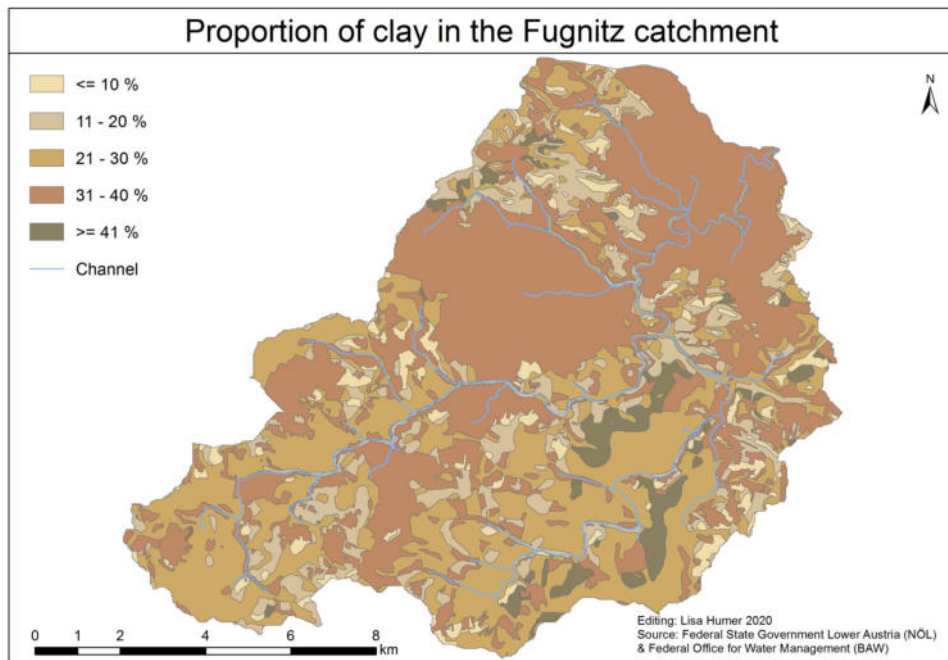 Proportion of clay in the Fugnitz catchment
<= 10 %
11 - 20 %
21 - 30 %
31 - 40 %
>= 41 %
Channel
N
0 1 2 4 6 8
km
Editing: Lisa Humer 2020
Source: Federal State Government Lower Austria (NÖL)
& Federal Office for Water Management (BAW)